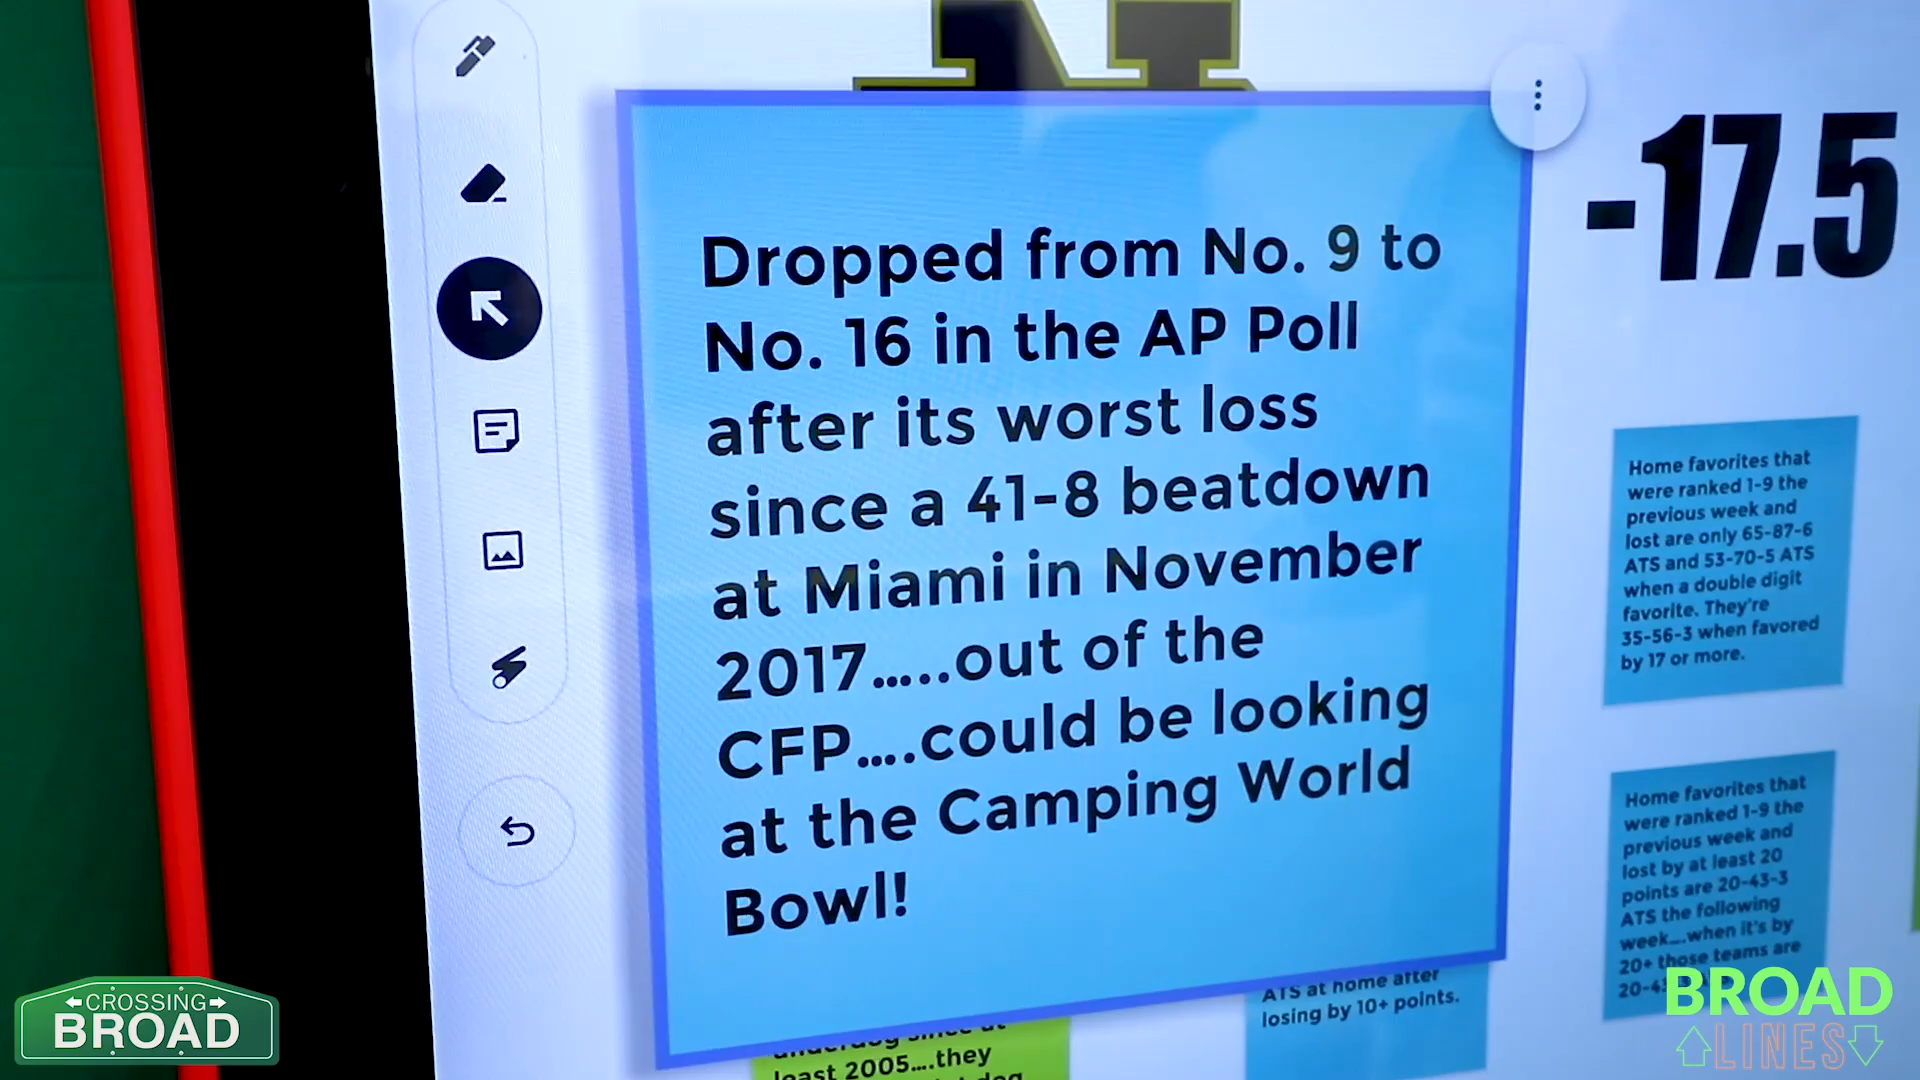 -17.5
Dropped from No. 9 to
No. 16 in the AP Poll
after its worst loss
since a 41-8 beatdown
at Miami in November
2017.....out of the
CFP....could be looking
at the Camping World
Bowl!
Home favorites that
were ranked 1-9 the
previous week and
lost are only 65-87-6
ATS and 53-70-5 ATS
when a double digit
favorite. They're
35-56-3 when favored
by 17 or more.
Home favorites that
were ranked 1-9 the
previous week and
lost by at least 20
points are 20-43-3
ATS the following
week....when it's by
20+ those teams are
ATS at home after
losing by 10+ points.
underdog since at
least 2005....they
CROSSING
BROAD
BROAD
LINES